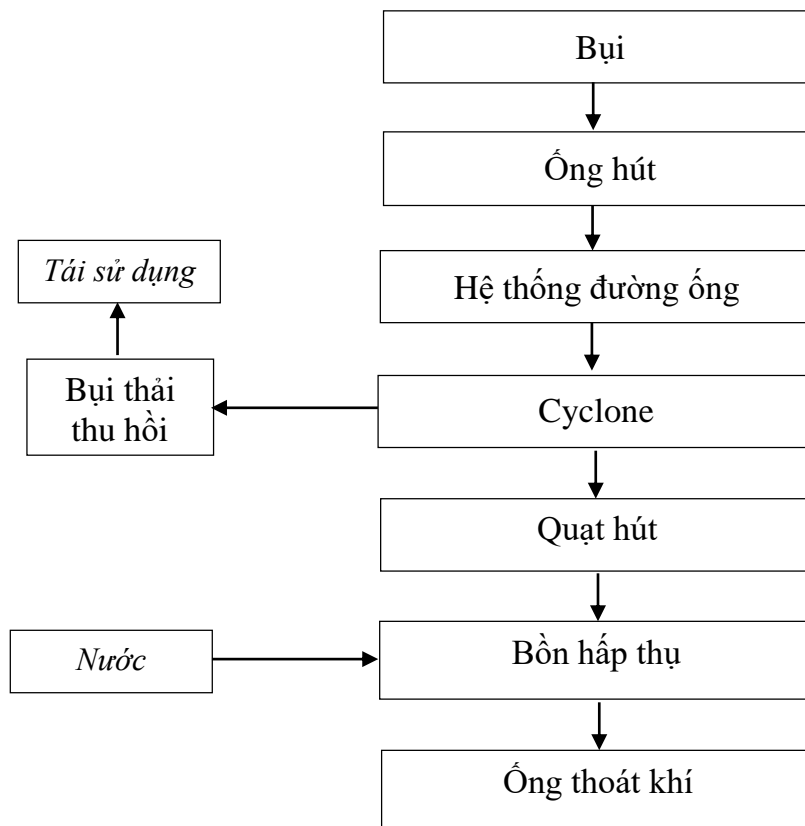 Bụi
Ống hút
Tái sử dụng
Hệ thống đường ống
Bụi thải
thu hồi
Cyclone
Quạt hút
Nước
Bồn hấp thụ
Ống thoát khí